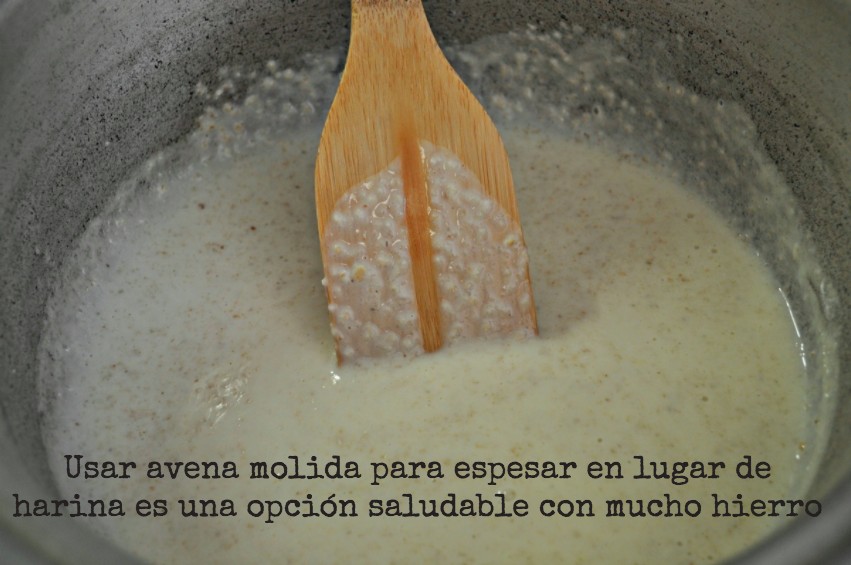 Usar avena molida para espesar en lugar de
harina es una opción saludable con mucho hierro